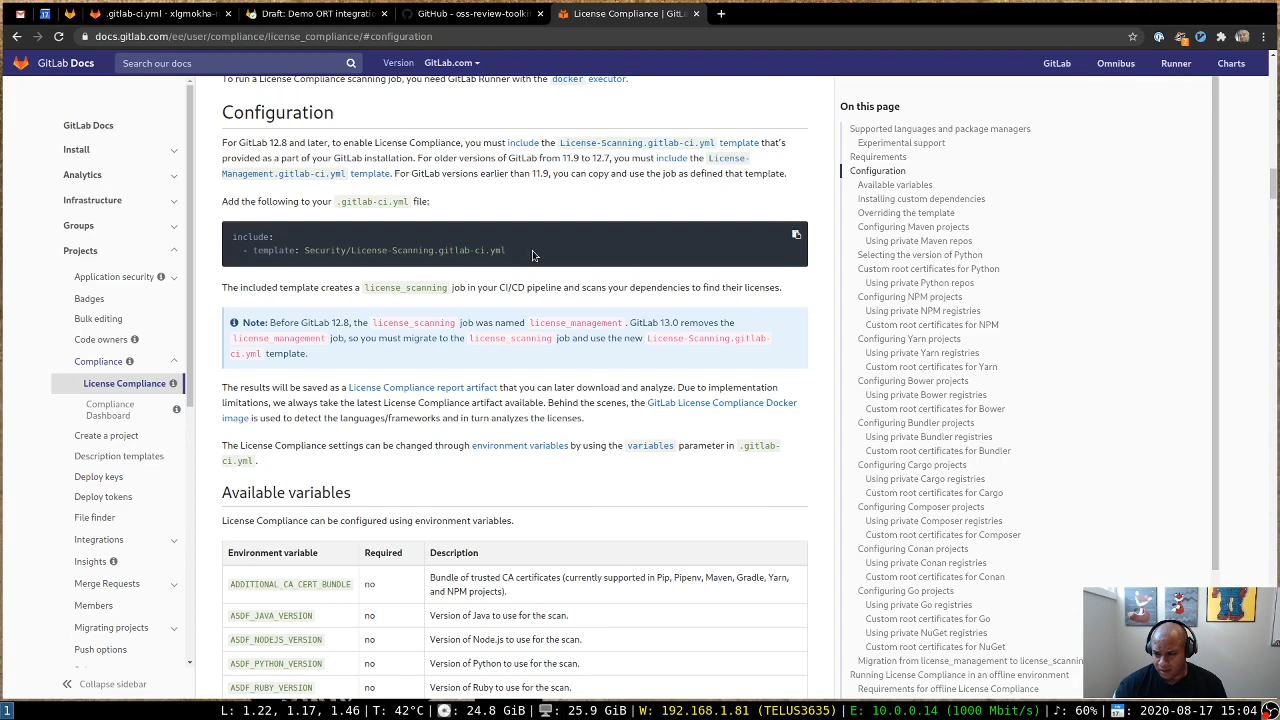 .gitlab-ci.yml · xlgmokha
Draft: Demo ORT integratio
GitHub - oss-review-toolkit
License Compliance | GitL
docs.gitlab.com/ee/user/compliance/license_compliance/#configuration
GitLab Docs
Search our docs
Version
GitLab.com
GitLab
Omnibus
Runner
Charts
GitLab Docs
Install
Analytics
Infrastructure
Groups
Projects
Application security
Badges
Bulk editing
Code owners
Compliance
License Compliance
Compliance
Dashboard
Create a project
Description templates
Deploy keys
Deploy tokens
File finder
Integrations
Insights
Merge Requests
Members
Migrating projects
Push options
Collapse sidebar
To run a License Compliance scanning job, you need GitLab Runner with the docker executor.
Configuration
For GitLab 12.8 and later, to enable License Compliance, you must include the License-Scanning.gitlab-ci.yml template that's
provided as a part of your GitLab installation. For older versions of GitLab from 11.9 to 12.7, you must include the License-
Management.gitlab-ci.yml template. For GitLab versions earlier than 11.9, you can copy and use the job as defined that template.
Add the following to your .gitlab-ci.yml file:
include:
- template: Security/License-Scanning.gitlab-ci.yml
The included template creates a license_scanning job in your CI/CD pipeline and scans your dependencies to find their licenses.
Note: Before GitLab 12.8, the license_scanning job was named license_management. GitLab 13.0 removes the
license_management job, so you must migrate to the license_scanning job and use the new License-Scanning.gitlab-
ci.yml template.
The results will be saved as a License Compliance report artifact that you can later download and analyze. Due to implementation
limitations, we always take the latest License Compliance artifact available. Behind the scenes, the GitLab License Compliance Docker
image is used to detect the languages/frameworks and in turn analyzes the licenses.
The License Compliance settings can be changed through environment variables by using the variables parameter in .gitlab-
ci.yml.
Available variables
License Compliance can be configured using environment variables.
Environment variable Required Description
ADDITIONAL_CA_CERT_BUNDLE no Bundle of trusted CA certificates (currently supported in Pip, Pipenv, Maven, Gradle, Yarn,
and NPM projects).
ASDF_JAVA_VERSION no Version of Java to use for the scan.
ASDF_NODEJS_VERSION no Version of Node.js to use for the scan.
ASDF_PYTHON_VERSION no Version of Python to use for the scan.
ASDF_RUBY_VERSION no Version of Ruby to use for the scan.
On this page
Supported languages and package managers
Experimental support
Requirements
Configuration
Available variables
Installing custom dependencies
Overriding the template
Configuring Maven projects
Using private Maven repos
Selecting the version of Python
Custom root certificates for Python
Using private Python repos
Configuring NPM projects
Using private NPM registries
Custom root certificates for NPM
Configuring Yarn projects
Using private Yarn registries
Custom root certificates for Yarn
Configuring Bower projects
Using private Bower registries
Custom root certificates for Bower
Configuring Bundler projects
Using private Bundler registries
Custom root certificates for Bundler
Configuring Cargo projects
Using private Cargo registries
Custom root certificates for Cargo
Configuring Composer projects
Using private Composer registries
Custom root certificates for Composer
Configuring Conan projects
Using private Conan registries
Custom root certificates for Conan
Configuring Go projects
Using private Go registries
Custom root certificates for Go
Using private NuGet registries
Custom root certificates for NuGet
Migration from license_management to license_scannin
Running License Compliance in an offline environment
Requirements for offline License Compliance
1
L: 1.22, 1.17, 1.46 | T: 42°C | : 24.8 GiB | : 25.9 GiB | W: 192.168.1.81 (TELUS3635) | E: 10.0.0.14 (1000 Mbit/s) | ♪: 60% | : 2020-08-17 15:04